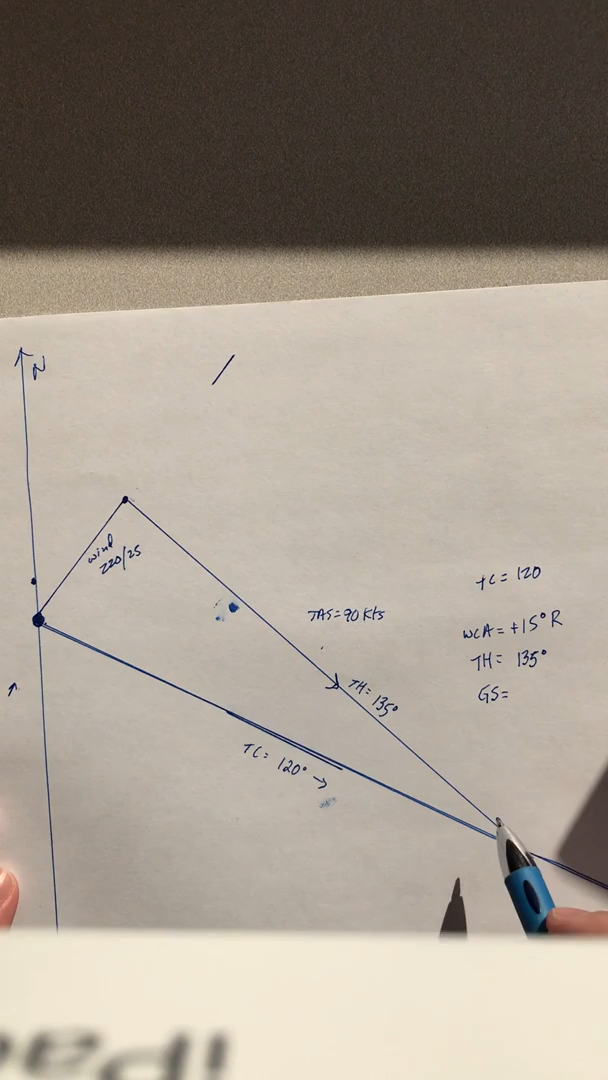 N
wind
220/25
TAS=90 Kts
TH=135°
TC= 120° →
TC= 120
WCA=+15°R
TH= 135°
GS=